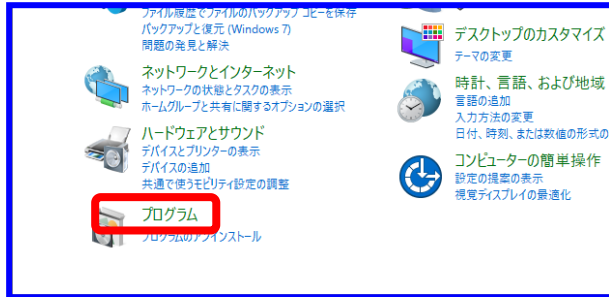 ファイル履歴でファイルのバックアップ コピーを保存
バックアップと復元 (Windows 7)
問題の発見と解決
ネットワークとインターネット
ネットワークの状態とタスクの表示
ホームグループと共有に関するオプションの選択
ハードウェアとサウンド
デバイスとプリンターの表示
デバイスの追加
共通で使うモビリティ設定の調整
プログラム
プログラムのアンインストール
デスクトップのカスタマイズ
テーマの変更
時計、言語、および地域
言語の追加
入力方法の変更
日付、時刻、または数値の形式の
コンピューターの簡単操作
設定の提案の表示
視覚ディスプレイの最適化